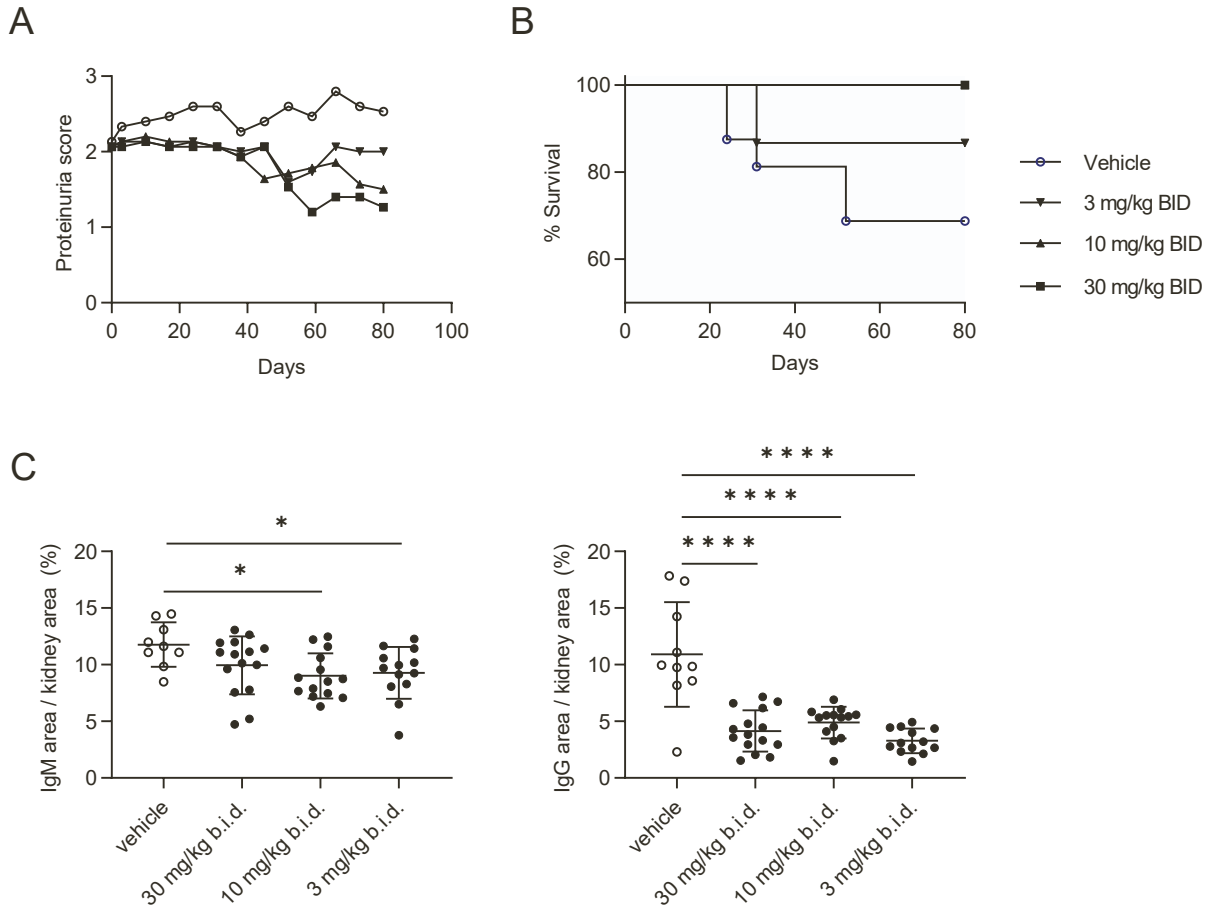 A
B
3
2
1
0
Proteinuria score
0 20 40 60 80 100
Days
100
80
60
% Survival
0 20 40 60 80
Days
Vehicle
3 mg/kg BID
10 mg/kg BID
30 mg/kg BID
C
*
*
20
15
10
5
0
IgM area / kidney area (%)
vehicle
30 mg/kg b.i.d.
10 mg/kg b.i.d.
3 mg/kg b.i.d.
* * * *
* * * *
* * * *
20
15
10
5
0
IgG area / kidney area (%)
vehicle
30 mg/kg b.i.d.
10 mg/kg b.i.d.
3 mg/kg b.i.d.